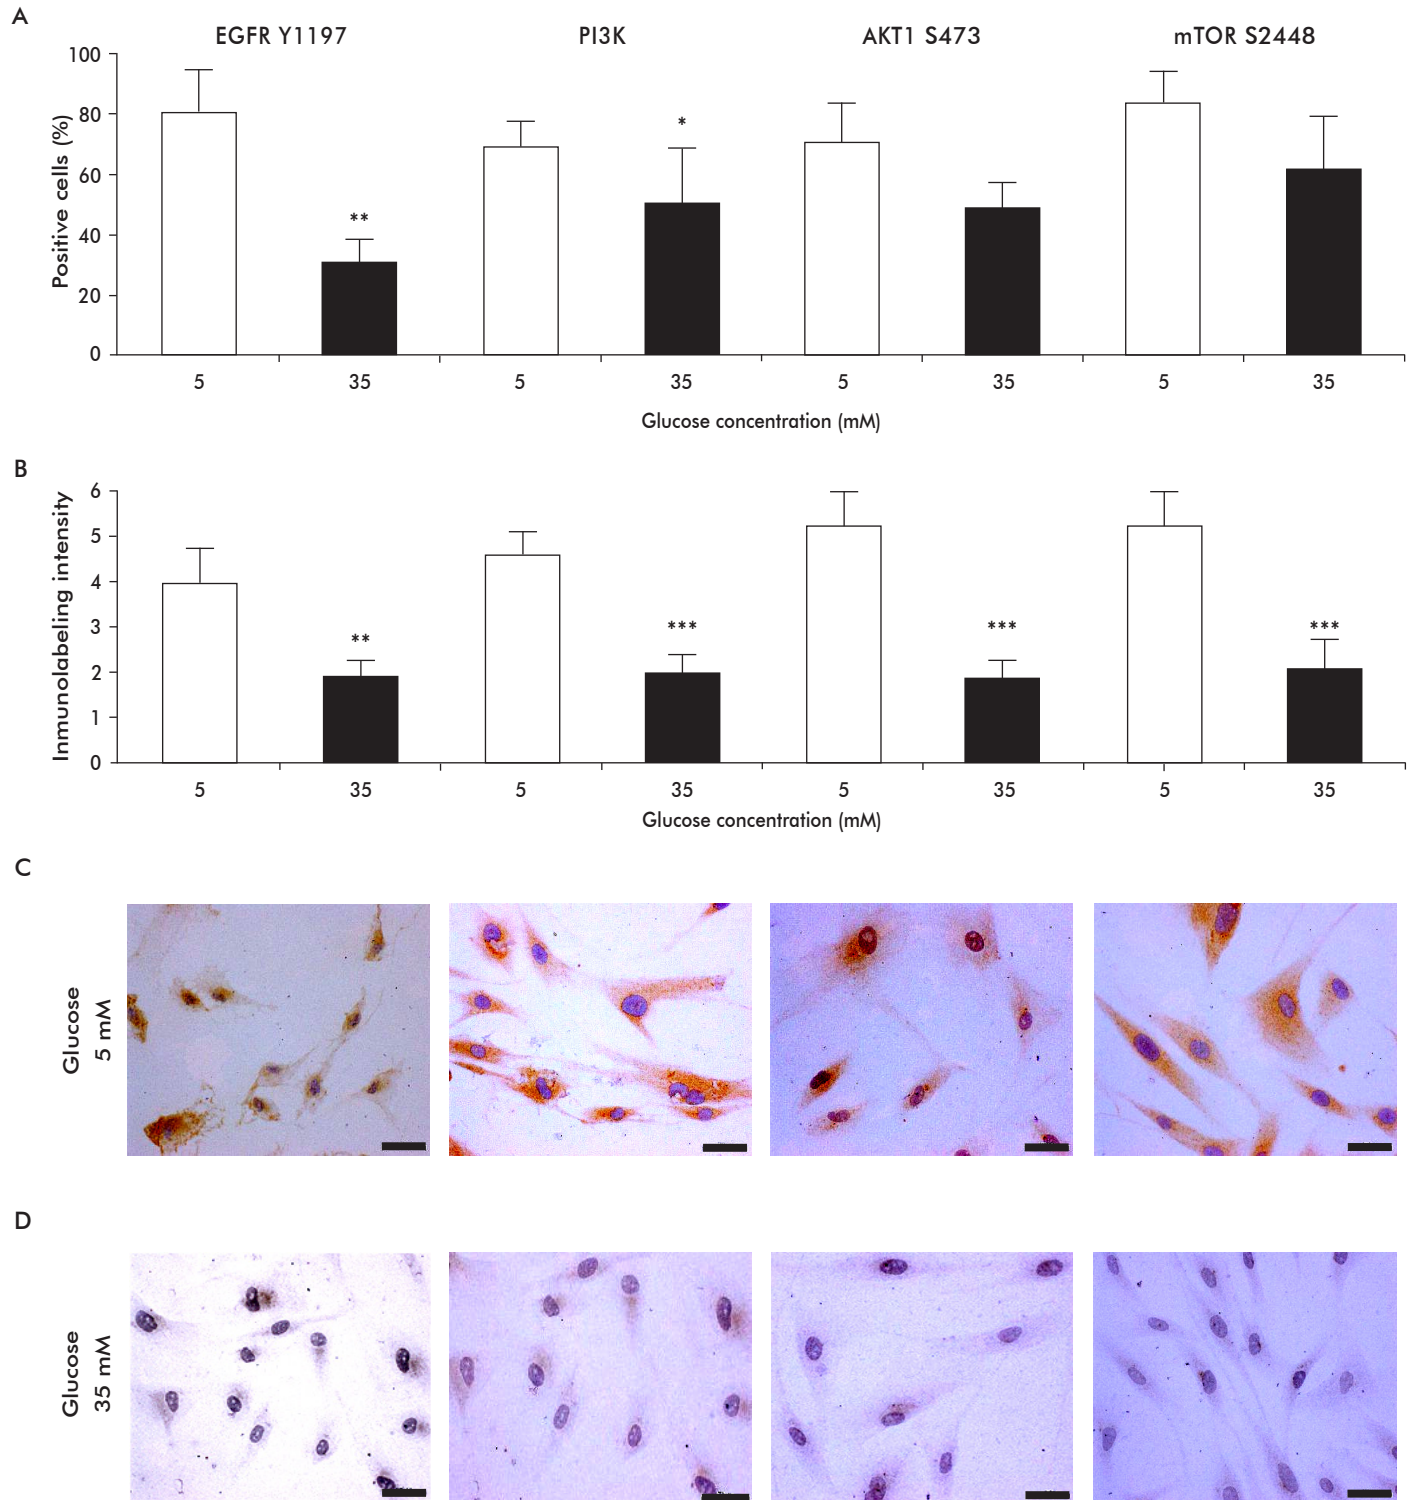 A
EGFR Y1197 PI3K AKT1 S473 mTOR S2448
Positive cells (%)
100
80
60
40
20
0
**
*
5 35 5 35 5 35 5 35
Glucose concentration (mM)
B
Inmunolabeling intensity
6
5
4
3
2
1
0
** *** *** ***
5 35 5 35 5 35 5 35
Glucose concentration (mM)
C
Glucose
5 mM
D
Glucose
35 mM